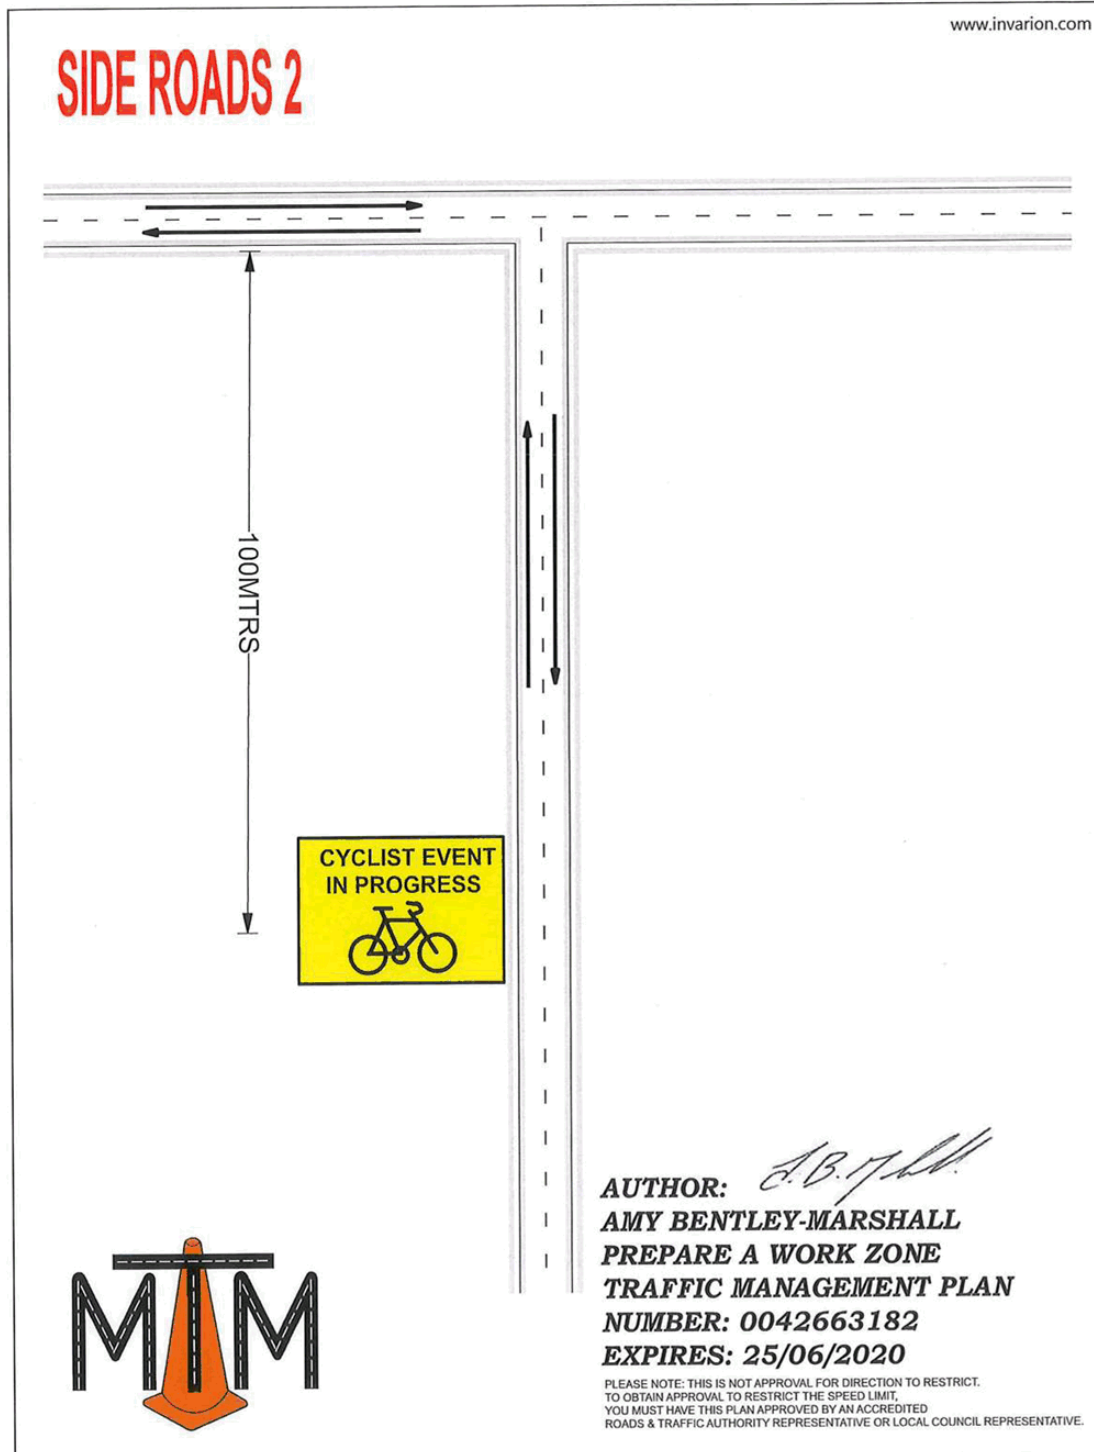 www.invarion.com
SIDE ROADS 2
100MTRS
CYCLIST EVENT
IN PROGRESS
MTM
AUTHOR:
AMY BENTLEY-MARSHALL
PREPARE A WORK ZONE
TRAFFIC MANAGEMENT PLAN
NUMBER: 0042663182
EXPIRES: 25/06/2020
PLEASE NOTE: THIS IS NOT APPROVAL FOR DIRECTION TO RESTRICT.
TO OBTAIN APPROVAL TO RESTRICT THE SPEED LIMIT,
YOU MUST HAVE THIS PLAN APPROVED BY AN ACCREDITED
ROADS & TRAFFIC AUTHORITY REPRESENTATIVE OR LOCAL COUNCIL REPRESENTATIVE.